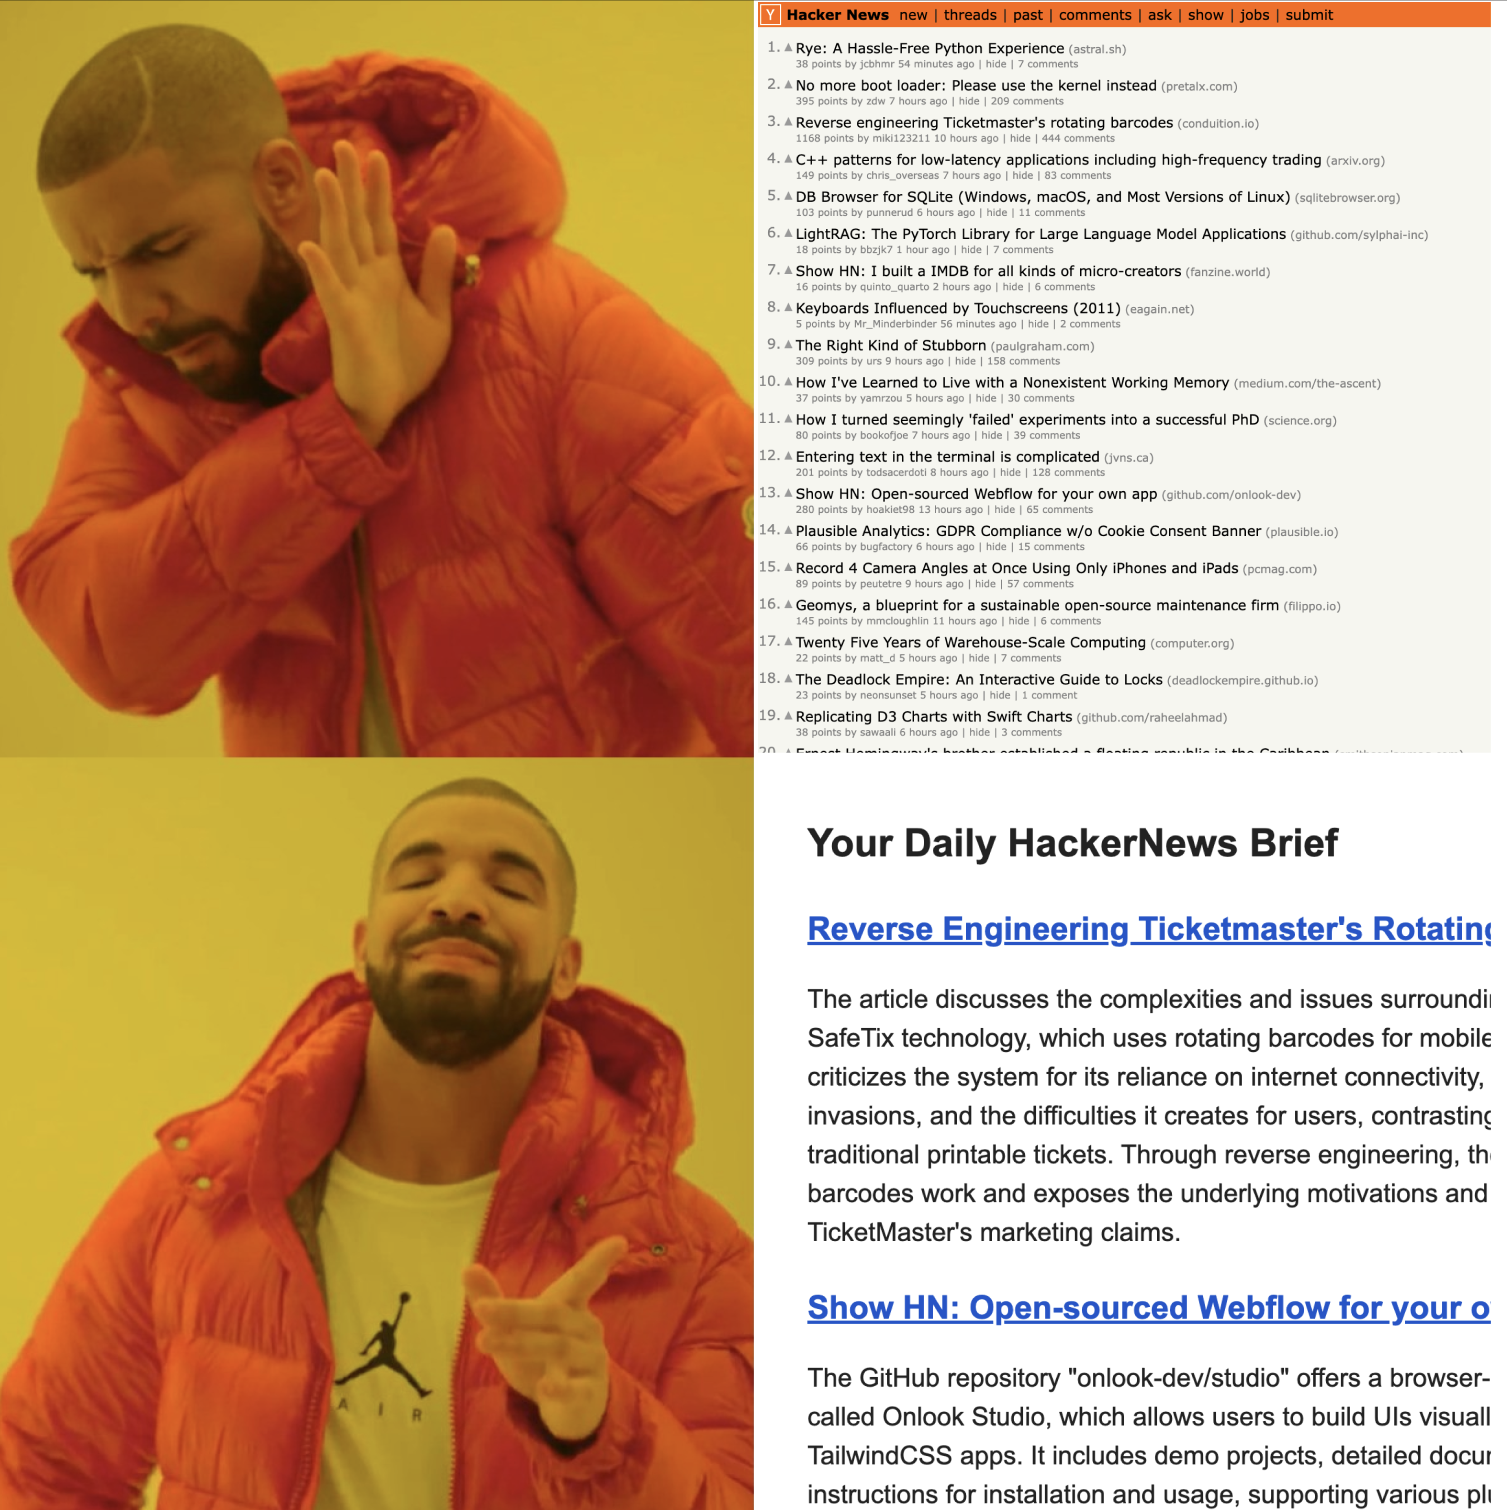 Y Hacker News new | threads | past | comments | ask | show | jobs | submit
1. Rye: A Hassle-Free Python Experience (astral.sh)
38 points by jcbhmr 54 minutes ago | hide | 7 comments
2. No more boot loader: Please use the kernel instead (pretalx.com)
395 points by zdw 7 hours ago | hide | 209 comments
3. Reverse engineering Ticketmaster's rotating barcodes (conduition.io)
1168 points by miki123211 10 hours ago | hide | 444 comments
4. C++ patterns for low-latency applications including high-frequency trading (arxiv.org)
149 points by chris_overseas 7 hours ago | hide | 83 comments
5. DB Browser for SQLite (Windows, macOS, and Most Versions of Linux) (sqlitebrowser.org)
103 points by punnerud 6 hours ago | hide | 11 comments
6. LightRAG: The PyTorch Library for Large Language Model Applications (github.com/sylphai-inc)
18 points by bbzjk7 1 hour ago | hide | 7 comments
7. Show HN: I built a IMDB for all kinds of micro-creators (fanzine.world)
16 points by quinto_quarto 2 hours ago | hide | 6 comments
8. Keyboards Influenced by Touchscreens (2011) (eagain.net)
5 points by Mr_Minderbinder 56 minutes ago | hide | 2 comments
9. The Right Kind of Stubborn (paulgraham.com)
309 points by urs 9 hours ago | hide | 158 comments
10. How I've Learned to Live with a Nonexistent Working Memory (medium.com/the-ascent)
37 points by yamrzou 5 hours ago | hide | 30 comments
11. How I turned seemingly 'failed' experiments into a successful PhD (science.org)
80 points by bookofjoe 7 hours ago | hide | 39 comments
12. Entering text in the terminal is complicated (jvns.ca)
201 points by todsacerdoti 8 hours ago | hide | 128 comments
13. Show HN: Open-sourced Webflow for your own app (github.com/onlook-dev)
280 points by hoakiet98 13 hours ago | hide | 65 comments
14. Plausible Analytics: GDPR Compliance w/o Cookie Consent Banner (plausible.io)
66 points by bugfactory 6 hours ago | hide | 15 comments
15. Record 4 Camera Angles at Once Using Only iPhones and iPads (pcmag.com)
89 points by peutetre 9 hours ago | hide | 57 comments
16. Geomys, a blueprint for a sustainable open-source maintenance firm (filippo.io)
145 points by mmcloughlin 11 hours ago | hide | 6 comments
17. Twenty Five Years of Warehouse-Scale Computing (computer.org)
22 points by matt_d 5 hours ago | hide | 7 comments
18. The Deadlock Empire: An Interactive Guide to Locks (deadlockempire.github.io)
23 points by neonsunset 5 hours ago | hide | 1 comment
19. Replicating D3 Charts with Swift Charts (github.com/raheelahmad)
38 points by sawaali 6 hours ago | hide | 3 comments
20. Ernest Hemingway's brother established a floating republic in the Caribbean
Your Daily HackerNews Brief
Reverse Engineering Ticketmaster's Rotating
The article discusses the complexities and issues
SafeTix technology, which uses rotating barcodes for mobile
criticizes the system for its reliance on internet connectivity,
invasions, and the difficulties it creates for users, contrasting
traditional printable tickets. Through reverse engineering,
barcodes work and exposes the underlying motivations and
TicketMaster's marketing claims.
Show HN: Open-sourced Webflow for your
The GitHub repository "onlook-dev/studio" offers a browser-
called Onlook Studio, which allows users to build UIs
TailwindCSS apps. It includes demo projects, detailed
instructions for installation and usage, supporting various
AIR